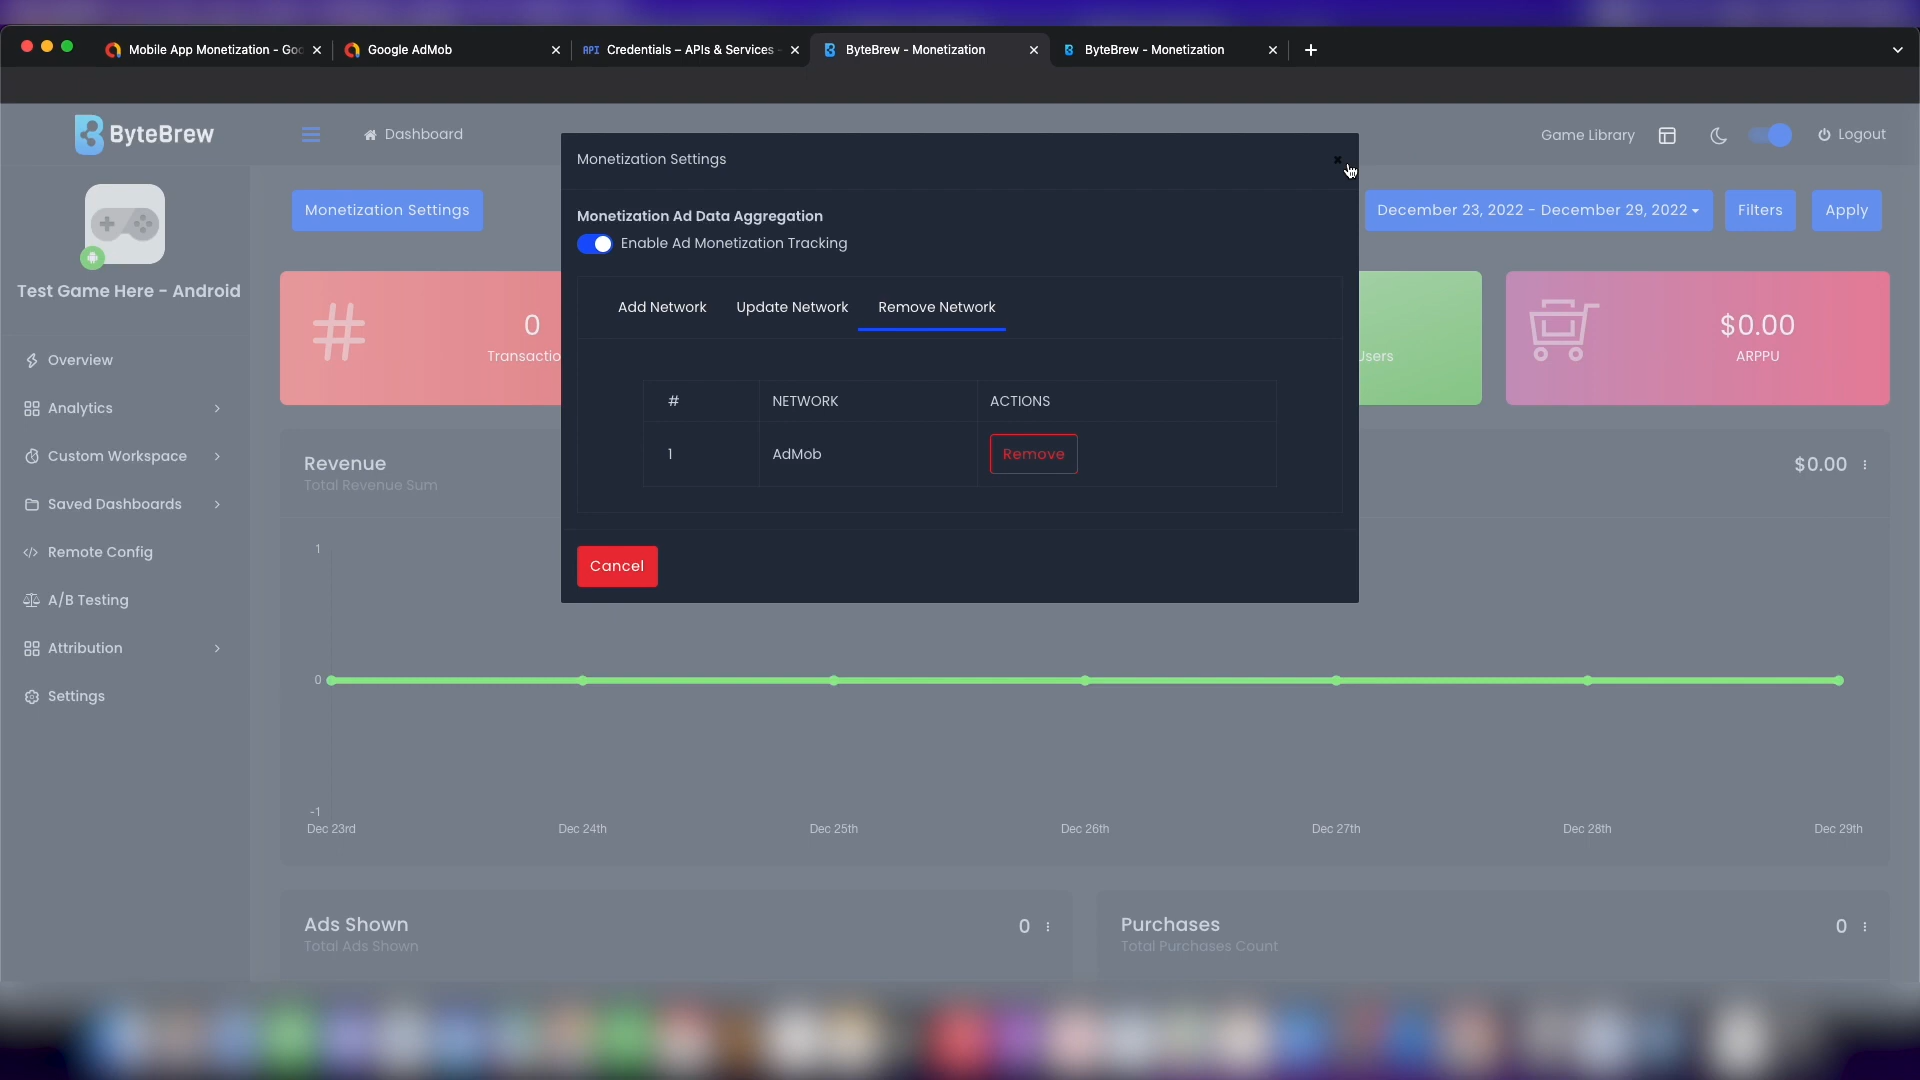 Mobile App Monetization - Goo
Google AdMob
API Credentials – APIs & Services -
ByteBrew - Monetization
ByteBrew - Monetization
ByteBrew
Dashboard
Game Library
Logout
Test Game Here - Android
Overview
Analytics
Custom Workspace
Saved Dashboards
Remote Config
A/B Testing
Attribution
Settings
Monetization Settings
December 23, 2022 - December 29, 2022
Filters
Apply
# 0
Transactio
Users
$0.00
ARPPU
Monetization Settings
Monetization Ad Data Aggregation
Enable Ad Monetization Tracking
Add Network Update Network Remove Network
# NETWORK ACTIONS
1 AdMob Remove
Cancel
Revenue
Total Revenue Sum
$0.00
1
0
-1
Dec 23rd Dec 24th Dec 25th Dec 26th Dec 27th Dec 28th Dec 29th
Ads Shown
Total Ads Shown
0
Purchases
Total Purchases Count
0